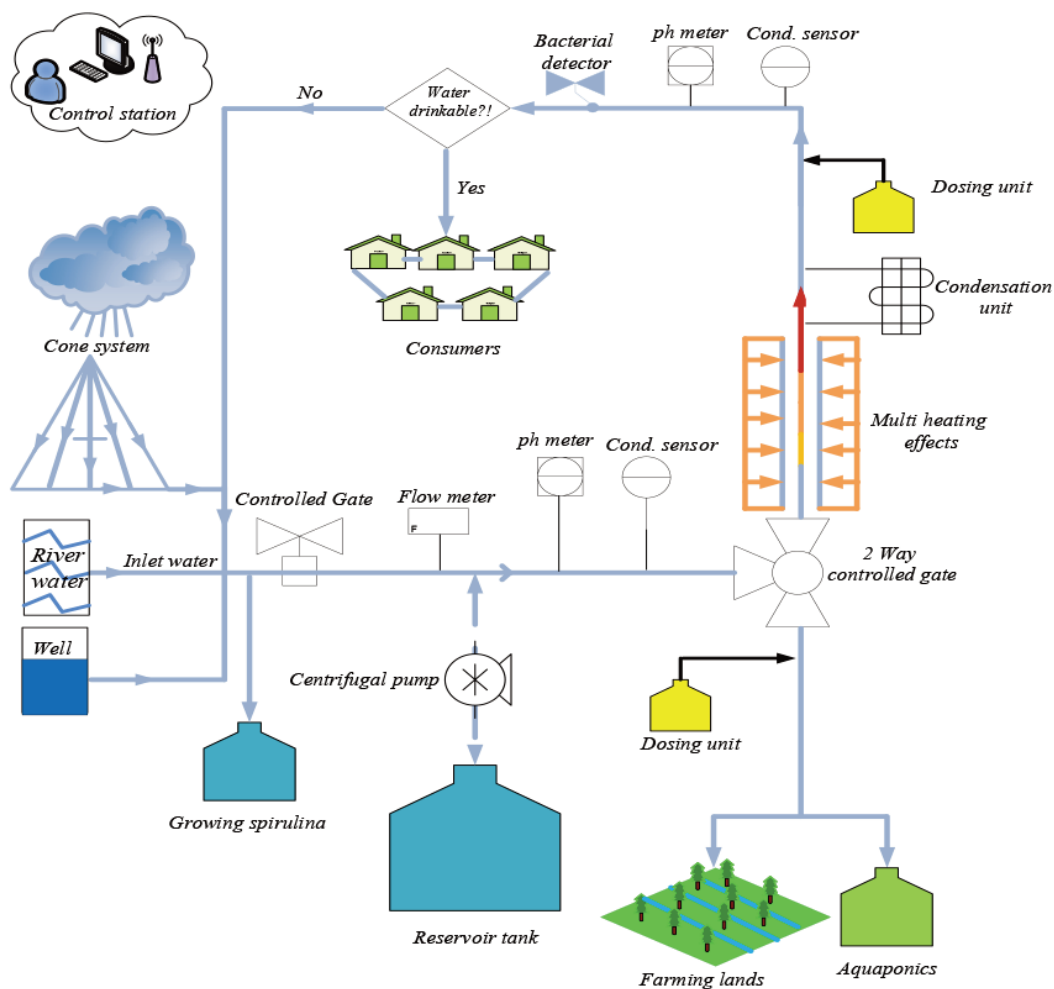 Control station
Bacterial
detector
ph meter
Cond. sensor
No
Water
drinkable?!
Yes
Dosing unit
Condensation
unit
Cone system
Consumers
Multi heating
effects
ph meter
Cond. sensor
Controlled Gate
Flow meter
F
River
water
Inlet water
2 Way
controlled gate
Well
Centrifugal pump
Dosing unit
Growing spirulina
Reservoir tank
Farming lands
Aquaponics